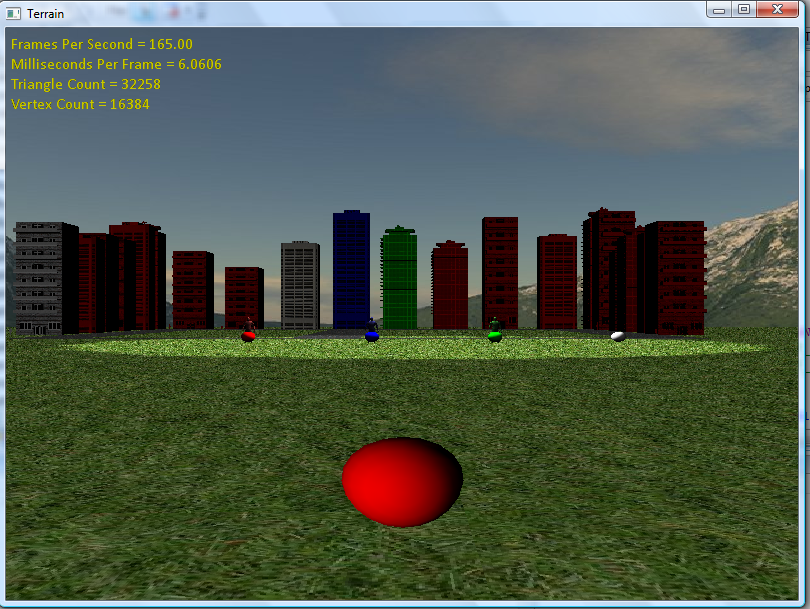 Terrain
Frames Per Second = 165.00
Milliseconds Per Frame = 6.0606
Triangle Count = 32258
Vertex Count = 16384